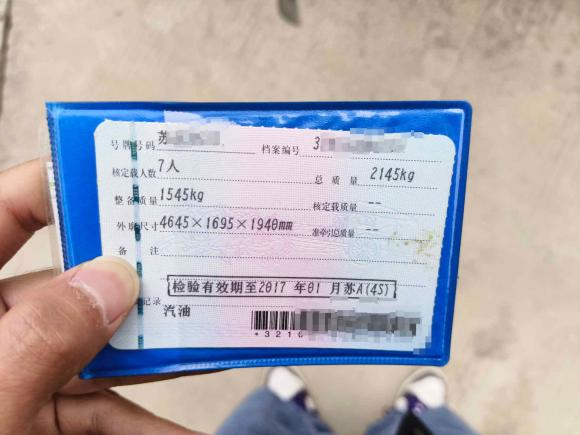 号牌号码 苏 档案编号 3
核定载人数 7人 总质量 2145kg
整备质量 1545kg 核定载质量 --
外廓尺寸 4645×1695×1940mm 准牵引总质量 --
备注
检验有效期至2017年01月苏A(4S)
记录 汽油
*3210